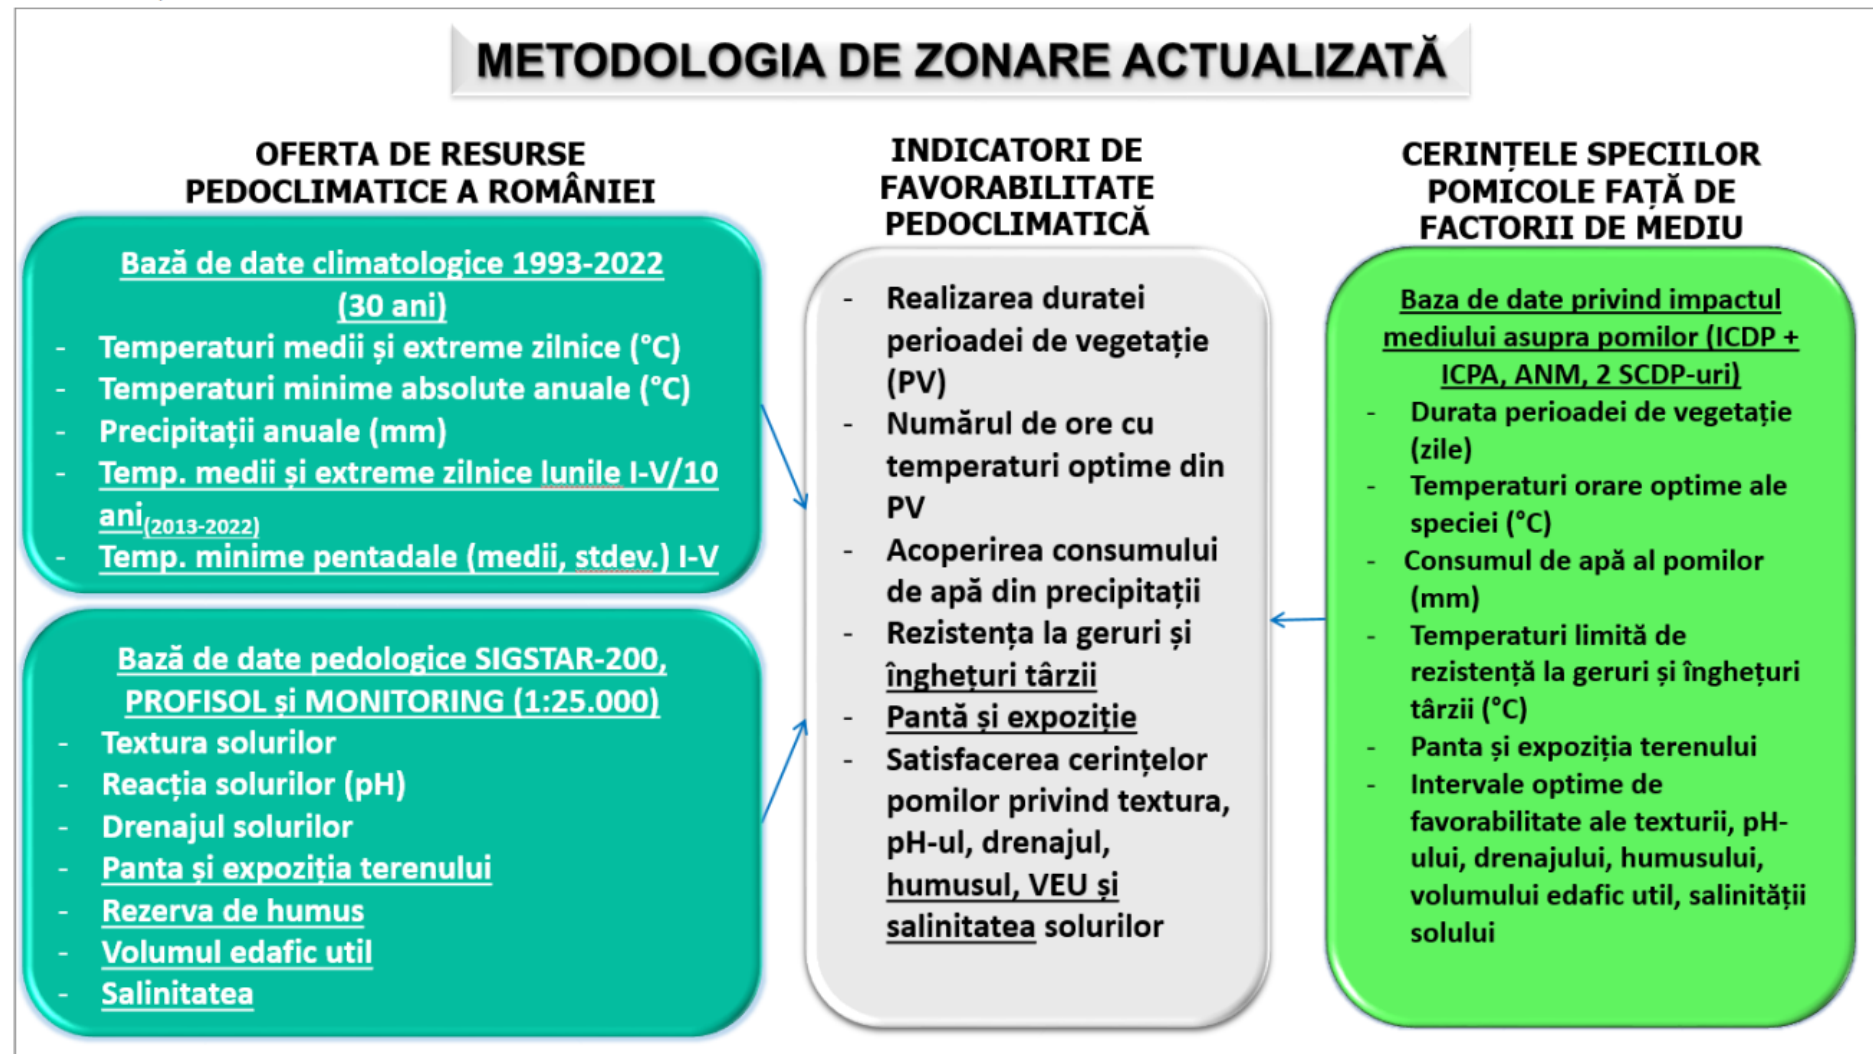 METODOLOGIA DE ZONARE ACTUALIZATĂ
OFERTA DE RESURSE
PEDOCLIMATICE A ROMÂNIEI
Bază de date climatologice 1993-2022
(30 ani)
- Temperaturi medii și extreme zilnice (°C)
- Temperaturi minime absolute anuale (°C)
- Precipitații anuale (mm)
- Temp. medii și extreme zilnice lunile I-V/10
ani(2013-2022)
- Temp. minime pentadale (medii, stdev.) I-V
Bază de date pedologice SIGSTAR-200,
PROFISOL și MONITORING (1:25.000)
- Textura solurilor
- Reacția solurilor (pH)
- Drenajul solurilor
- Panta și expoziția terenului
- Rezerva de humus
- Volumul edafic util
- Salinitatea
INDICATORI DE
FAVORABILITATE
PEDOCLIMATICĂ
- Realizarea duratei
perioadei de vegetație
(PV)
- Numărul de ore cu
temperaturi optime din
PV
- Acoperirea consumului
de apă din precipitații
- Rezistența la geruri și
înghețuri târzii
- Pantă și expoziție
- Satisfacerea cerințelor
pomilor privind textura,
pH-ul, drenajul,
humusul, VEU și
salinitatea solurilor
CERINȚELE SPECIILOR
POMICOLE FAȚĂ DE
FACTORII DE MEDIU
Baza de date privind impactul
mediului asupra pomilor (ICDP +
ICPA, ANM, 2 SCDP-uri)
- Durata perioadei de vegetație
(zile)
- Temperaturi orare optime ale
speciei (°C)
- Consumul de apă al pomilor
(mm)
- Temperaturi limită de
rezistență la geruri și înghețuri
târzii (°C)
- Panta și expoziția terenului
- Intervale optime de
favorabilitate ale texturii, pH-
ului, drenajului, humusului,
volumului edafic util, salinității
solului